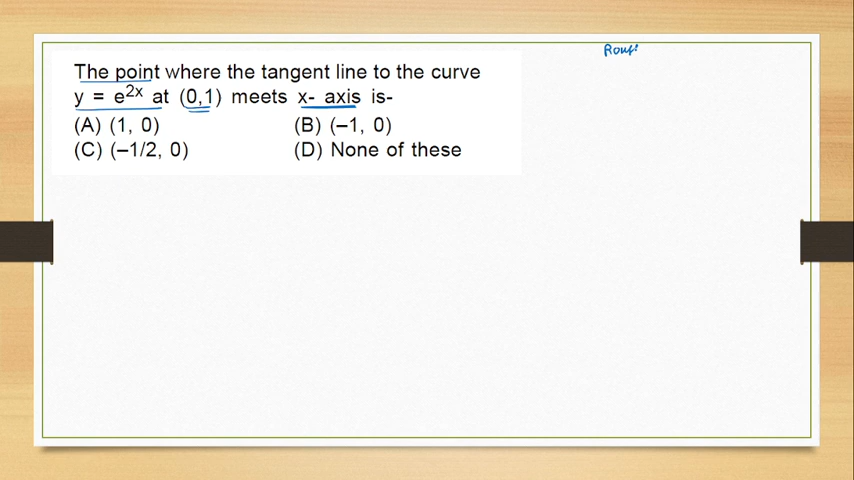 The point where the tangent line to the curve
y = e²ˣ at (0,1) meets x- axis is-
(A) (1, 0) (B) (–1, 0)
(C) (–1/2, 0) (D) None of these